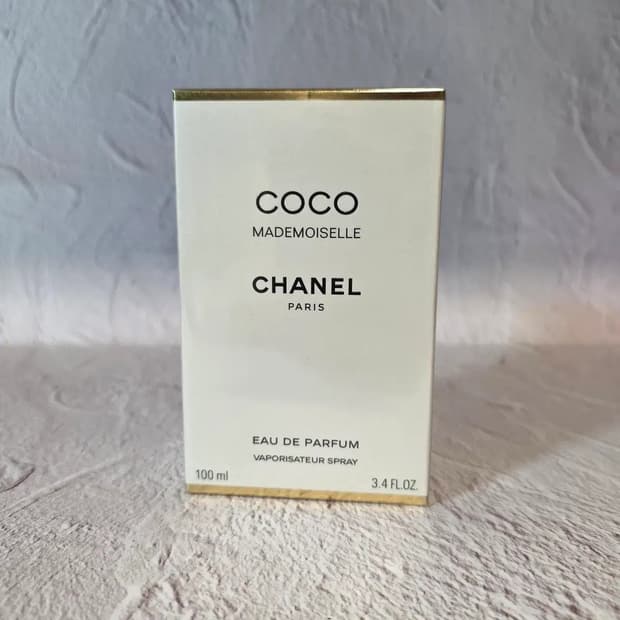 COCO
MADEMOISELLE
CHANEL
PARIS
EAU DE PARFUM
VAPORISATEUR SPRAY
100 ml 3.4 FL.OZ.